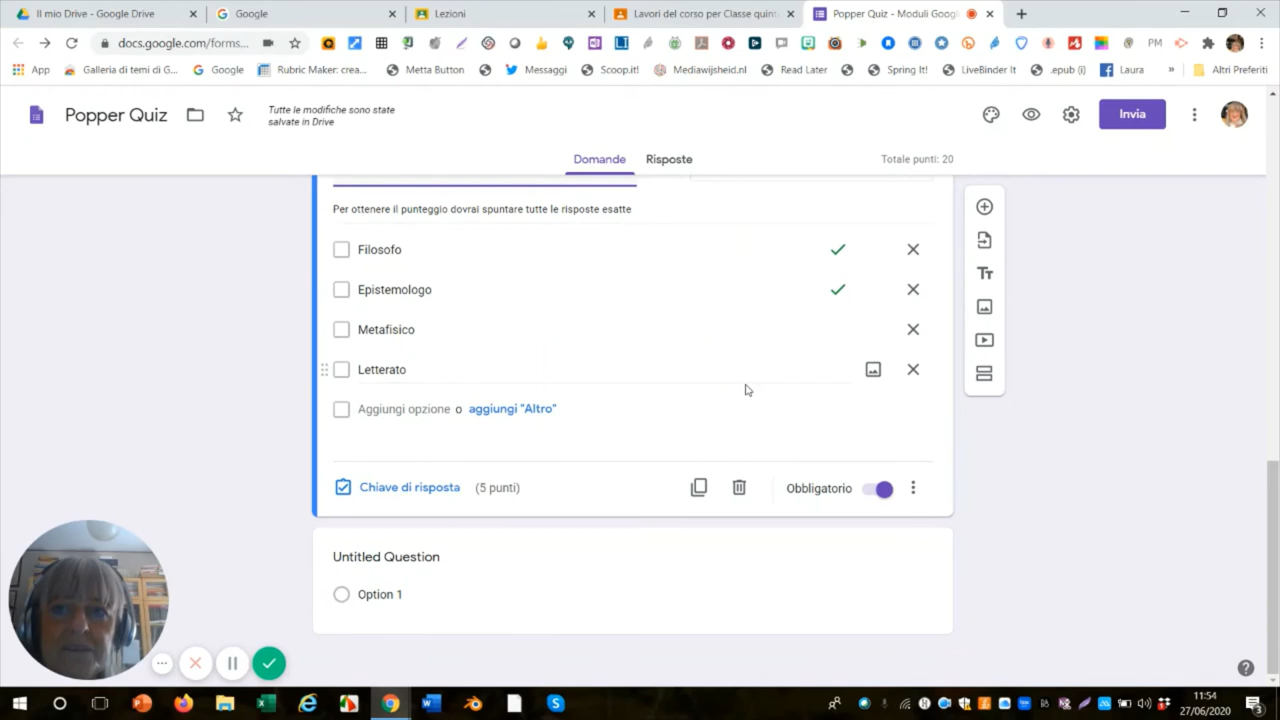 Il mio Drive - Google Drive
Google
Lezioni
Lavori del corso per Classe quint
Popper Quiz - Moduli Goog
docs.google.com/forms...
PM
App
Galleria di temi di G...
Google
Rubric Maker: crea...
Metta Button
Messaggi
Scoop.it!
Mediawijsheid.nl
Read Later
Spring It!
LiveBinder It
.epub (i)
Laura
»
Altri Preferiti
Popper Quiz
Tutte le modifiche sono state
salvate in Drive
Invia
Domande
Risposte
Totale punti: 20
Per ottenere il punteggio dovrai spuntare tutte le risposte esatte
Filosofo
Epistemologo
Metafisico
Letterato
Aggiungi opzione o aggiungi "Altro"
Chiave di risposta (5 punti)
Obbligatorio
Untitled Question
Option 1
11:54
27/06/2020
3